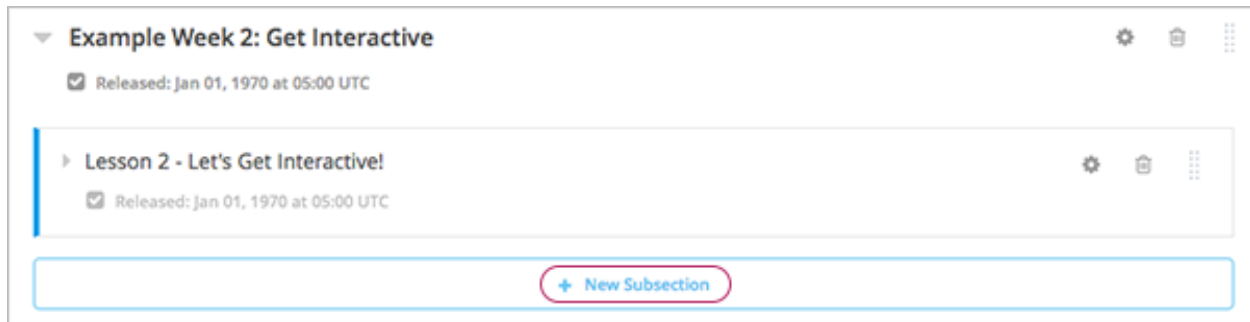 Example Week 2: Get Interactive
Released: Jan 01, 1970 at 05:00 UTC
Lesson 2 - Let's Get Interactive!
Released: Jan 01, 1970 at 05:00 UTC
+ New Subsection